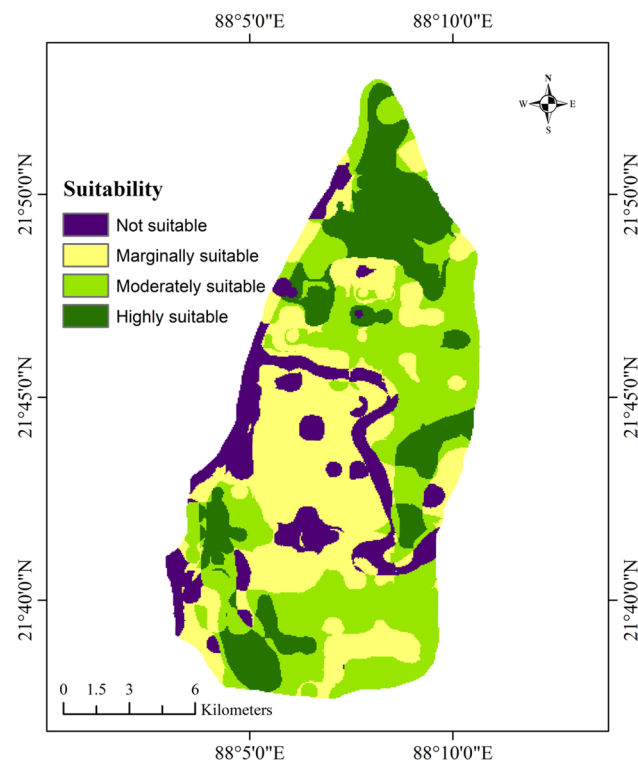 88°5'0"E 88°10'0"E
N
W E
S
21°50'0"N 21°50'0"N
Suitability
Not suitable
Marginally suitable
Moderately suitable
Highly suitable
21°45'0"N 21°45'0"N
21°40'0"N 21°40'0"N
0 1.5 3 6
Kilometers
88°5'0"E 88°10'0"E